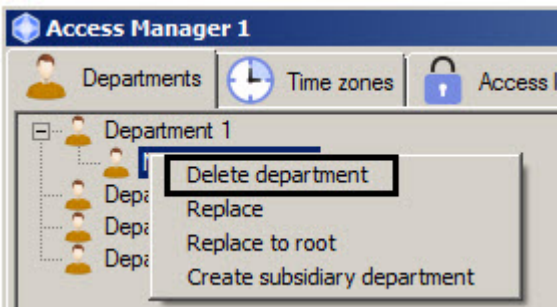 Access Manager 1
Departments Time zones Access
Department 1
Delete department
Replace
Replace to root
Create subsidiary department